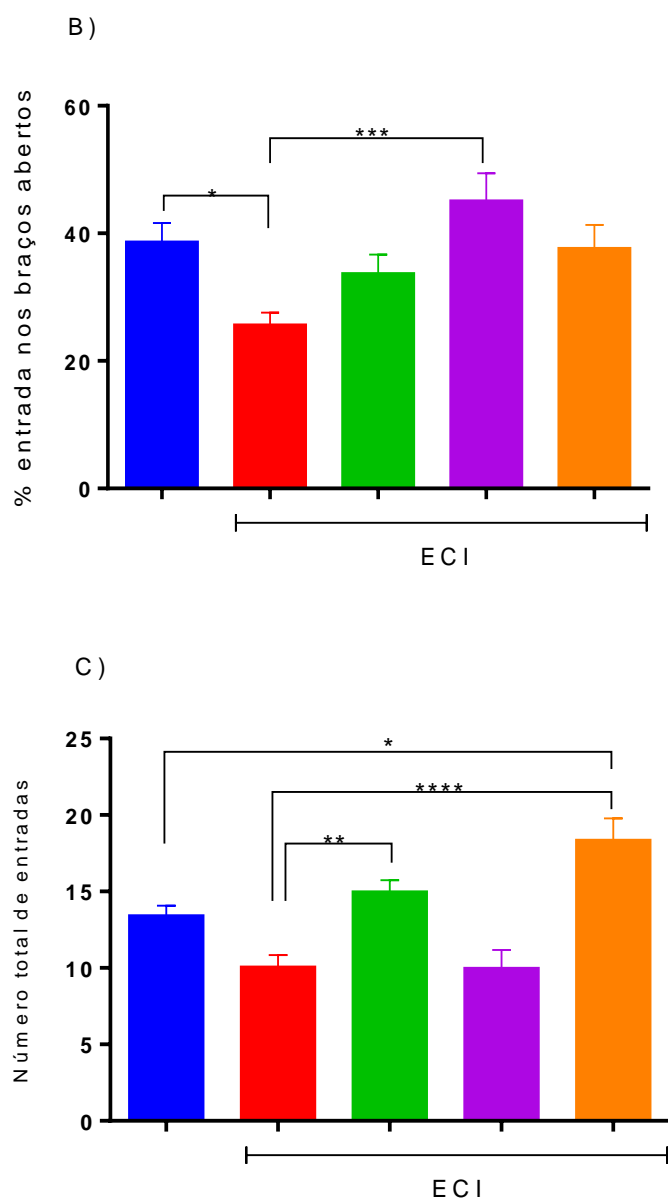 B)
% entrada nos braços abertos
60
40
20
0
*
***
ECI
C)
Número total de entradas
25
20
15
10
5
0
*
****
**
ECI